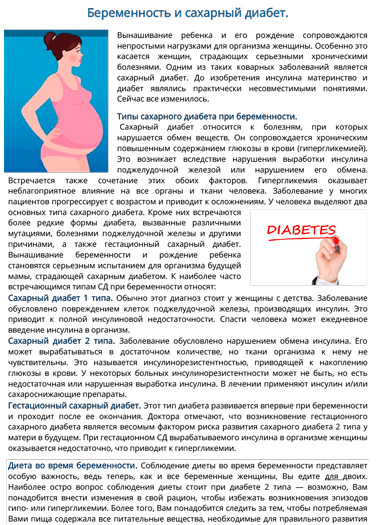 Беременность и сахарный диабет.
Вынашивание ребенка и его рождение сопровождаются
непростыми нагрузками для организма женщины. Особенно это
касается женщин, страдающих серьезными хроническими
болезнями. Одним из таких коварных заболеваний является
сахарный диабет. До изобретения инсулина материнство и
диабет являлись практически несовместимыми понятиями.
Сейчас все изменилось.
Типы сахарного диабета при беременности.
Сахарный диабет относится к болезням, при которых
нарушается обмен веществ. Он сопровождается хроническим
повышенным содержанием глюкозы в крови (гипергликемией).
Это возникает вследствие нарушения выработки инсулина
поджелудочной железой или нарушением его обмена.
Встречается также сочетание этих обоих факторов. Гипергликемия оказывает
неблагоприятное влияние на все органы и ткани человека. Заболевание у многих
пациентов прогрессирует с возрастом и приводит к осложнениям. У человека выделяют два
основных типа сахарного диабета. Кроме них встречаются
более редкие формы диабета, вызванные различными
мутациями, болезнями поджелудочной железы и другими
причинами, а также гестационный сахарный диабет.
Вынашивание беременности и рождение ребенка
становятся серьезным испытанием для организма будущей
мамы, страдающей сахарным диабетом. К наиболее часто
встречающимся типам СД при беременности относят:
DIABETES
Сахарный диабет 1 типа. Обычно этот диагноз стоит у женщины с детства. Заболевание
обусловлено повреждением клеток поджелудочной железы, производящих инсулин. Это
приводит к полной инсулиновой недостаточности. Спасти человека может ежедневное
введение инсулина в организм.
Сахарный диабет 2 типа. Заболевание обусловлено нарушением обмена инсулина. Его
может вырабатываться в достаточном количестве, но ткани организма к нему не
чувствительны. Это называется инсулинорезистентностью, приводящей к накоплению
глюкозы в крови. У некоторых больных инсулинорезистентности может не быть, но есть
недостаточная или нарушенная выработка инсулина. В лечении применяют инсулин и/или
сахароснижающие препараты.
Гестационный сахарный диабет. Этот тип диабета развивается впервые при беременности
и проходит после ее окончания. Доктора отмечают, что возникновение гестационного
сахарного диабета является весомым фактором риска развития сахарного диабета 2 типа у
матери в будущем. При гестационном СД вырабатываемого инсулина в организме женщины
оказывается недостаточно, что приводит к гипергликемии.
Диета во время беременности. Соблюдение диеты во время беременности представляет
особую важность, ведь теперь, как и все беременные женщины, Вы едите для двоих.
Наиболее остро вопрос соблюдения диеты стоит при диабете 2 типа — возможно, Вам
понадобится внести изменения в свой рацион, чтобы избежать возникновения эпизодов
гипо- или гипергликемии. Более того, Вам понадобится следить за тем, чтобы потребляемая
Вами пища содержала все питательные вещества, необходимые для правильного развития